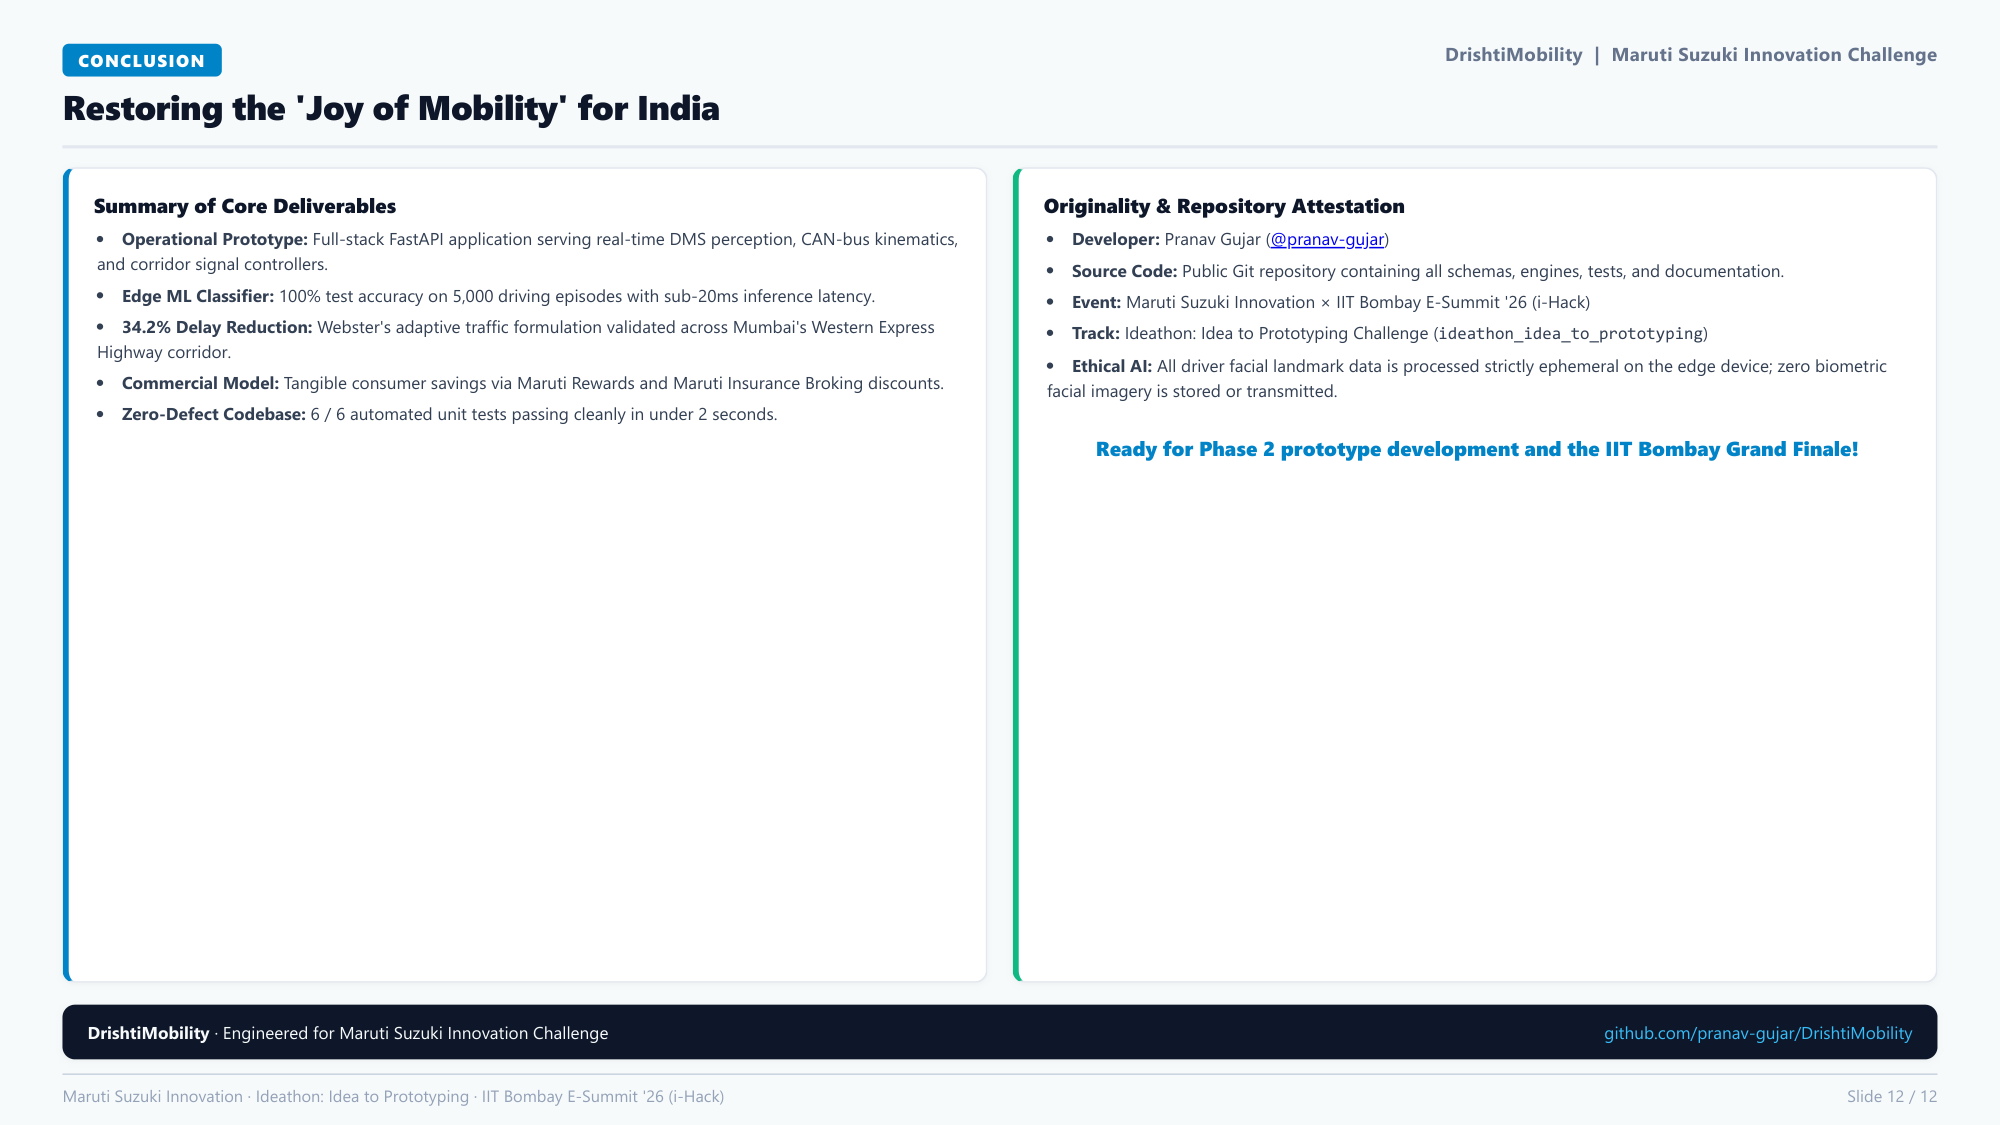 CONCLUSION
DrishtiMobility | Maruti Suzuki Innovation Challenge
Restoring the 'Joy of Mobility' for India
Summary of Core Deliverables
• Operational Prototype: Full-stack FastAPI application serving real-time DMS perception, CAN-bus kinematics,
and corridor signal controllers.
• Edge ML Classifier: 100% test accuracy on 5,000 driving episodes with sub-20ms inference latency.
• 34.2% Delay Reduction: Webster's adaptive traffic formulation validated across Mumbai's Western Express
Highway corridor.
• Commercial Model: Tangible consumer savings via Maruti Rewards and Maruti Insurance Broking discounts.
• Zero-Defect Codebase: 6 / 6 automated unit tests passing cleanly in under 2 seconds.
Originality & Repository Attestation
• Developer: Pranav Gujar (@pranav-gujar)
• Source Code: Public Git repository containing all schemas, engines, tests, and documentation.
• Event: Maruti Suzuki Innovation × IIT Bombay E-Summit '26 (i-Hack)
• Track: Ideathon: Idea to Prototyping Challenge (ideathon_idea_to_prototyping)
• Ethical AI: All driver facial landmark data is processed strictly ephemeral on the edge device; zero biometric
facial imagery is stored or transmitted.
Ready for Phase 2 prototype development and the IIT Bombay Grand Finale!
DrishtiMobility · Engineered for Maruti Suzuki Innovation Challenge
github.com/pranav-gujar/DrishtiMobility
Maruti Suzuki Innovation · Ideathon: Idea to Prototyping · IIT Bombay E-Summit '26 (i-Hack)
Slide 12 / 12